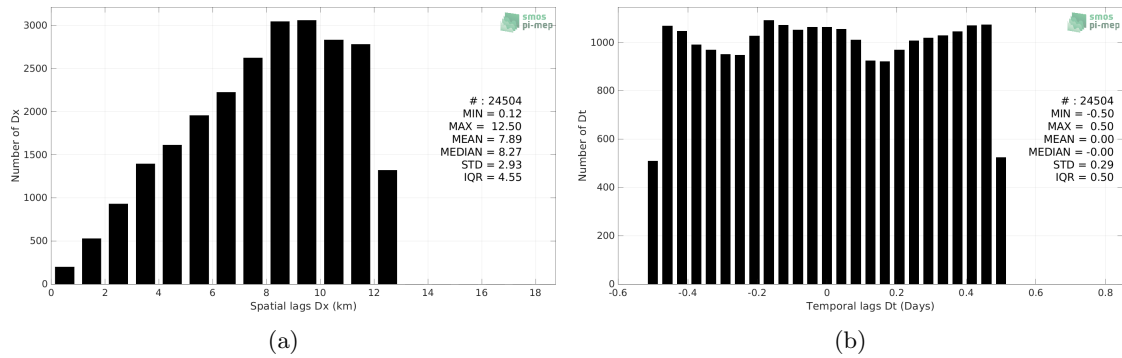 3000
2500
2000
1500
1000
500
0
Number of Dx
smos
pi-mep
# : 24504
MIN = 0.12
MAX = 12.50
MEAN = 7.89
MEDIAN = 8.27
STD = 2.93
IQR = 4.55
0 2 4 6 8 10 12 14 16 18
Spatial lags Dx (km)
(a)
1000
800
600
400
200
0
Number of Dt
smos
pi-mep
# : 24504
MIN = -0.50
MAX = 0.50
MEAN = 0.00
MEDIAN = -0.00
STD = 0.29
IQR = 0.50
-0.6 -0.4 -0.2 0 0.2 0.4 0.6 0.8
Temporal lags Dt (Days)
(b)